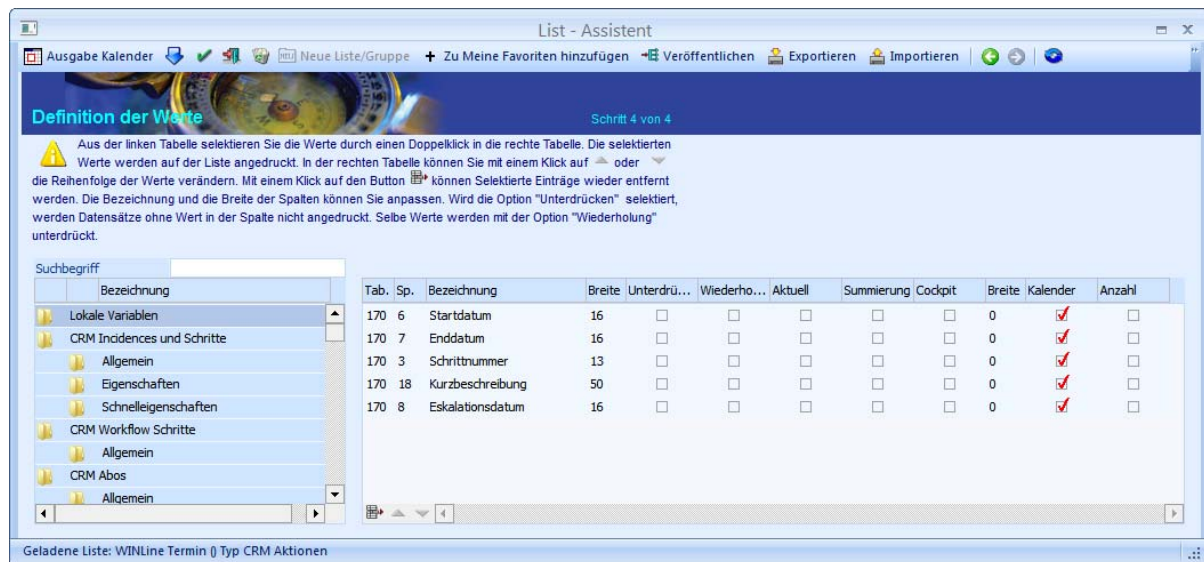 List - Assistent
Ausgabe Kalender Neue Liste/Gruppe + Zu Meine Favoriten hinzufügen Veröffentlichen Exportieren Importieren
Definition der Werte
Schritt 4 von 4
Aus der linken Tabelle selektieren Sie die Werte durch einen Doppelklick in die rechte Tabelle. Die selektierten
Werte werden auf der Liste angedruckt. In der rechten Tabelle können Sie mit einem Klick auf oder
die Reihenfolge der Werte verändern. Mit einem Klick auf den Button können Selektierte Einträge wieder entfernt
werden. Die Bezeichnung und die Breite der Spalten können Sie anpassen. Wird die Option "Unterdrücken" selektiert,
werden Datensätze ohne Wert in der Spalte nicht angedruckt. Selbe Werte werden mit der Option "Wiederholung"
unterdrückt.
Suchbegriff
Bezeichnung
Lokale Variablen
CRM Incidences und Schritte
Allgemein
Eigenschaften
Schnelleigenschaften
CRM Workflow Schritte
Allgemein
CRM Abos
Allgemein
Tab. Sp. Bezeichnung Breite Unterdrü... Wiederho... Aktuell Summierung Cockpit Breite Kalender Anzahl
170 6 Startdatum 16 0
170 7 Enddatum 16 0
170 3 Schrittnummer 13 0
170 18 Kurzbeschreibung 50 0
170 8 Eskalationsdatum 16 0
Geladene Liste: WINLine Termin () Typ CRM Aktionen